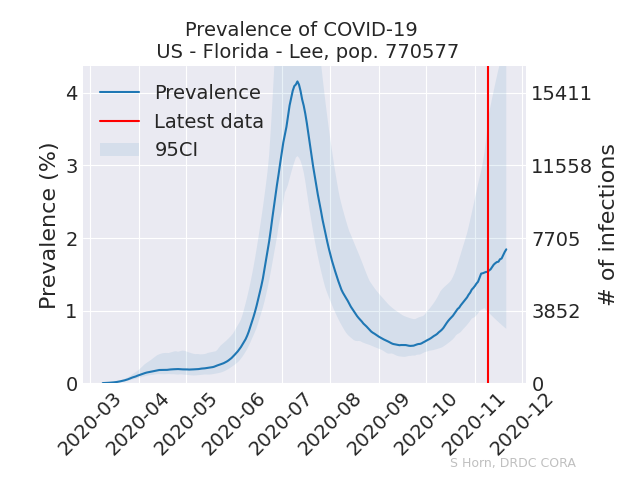 Prevalence of COVID-19
US - Florida - Lee, pop. 770577
Prevalence
Latest data
95CI
Prevalence (%)
4
3
2
1
0
15411
11558
7705
3852
0
# of infections
2020-03
2020-04
2020-05
2020-06
2020-07
2020-08
2020-09
2020-10
2020-11
2020-12
S Horn, DRDC CORA